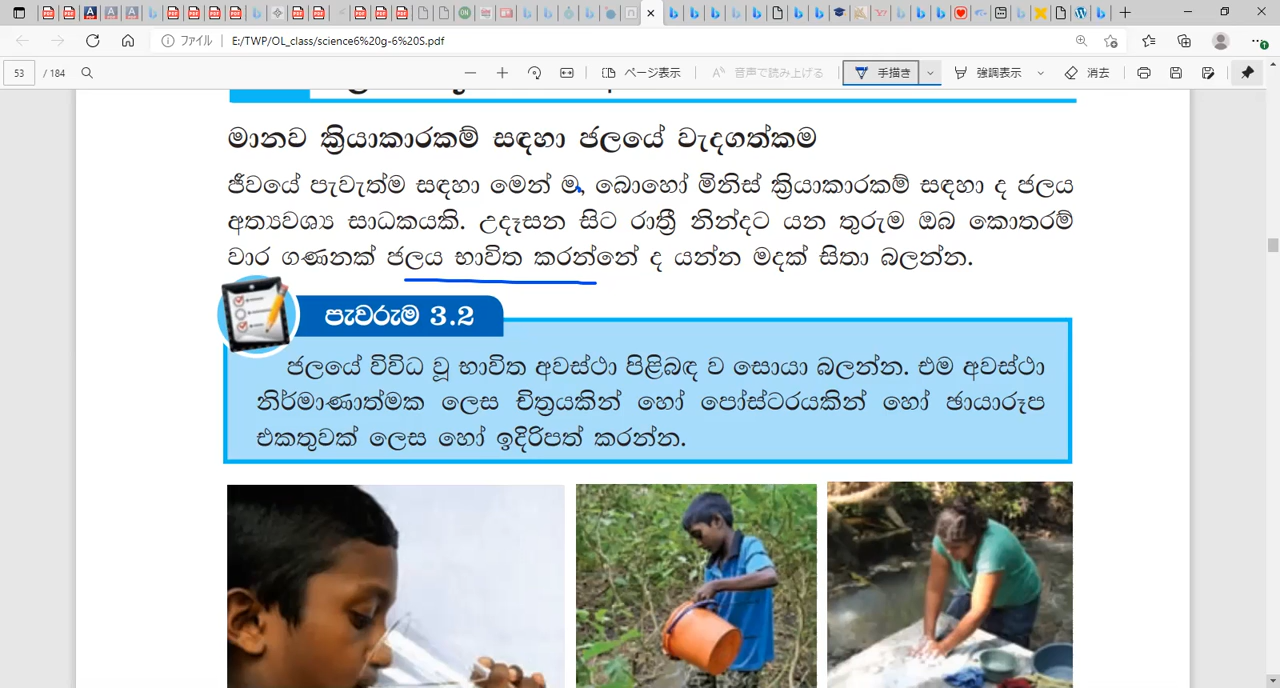 ファイル E:/TWP/OL_class/science6%20g-6%20S.pdf
53 / 184 ページ表示 音声で読み上げる 手描き 強調表示 消去
මානව ක්‍රියාකාරකම් සඳහා ජලයේ වැදගත්කම
ජීවයේ පැවැත්ම සඳහා මෙන් ම, බොහෝ මිනිස් ක්‍රියාකාරකම් සඳහා ද ජලය
අත්‍යවශ්‍ය සාධකයකි. උදෑසන සිට රාත්‍රී නින්දට යන තුරුම ඔබ කොතරම්
වාර ගණනක් ජලය භාවිත කරන්නේ ද යන්න මදක් සිතා බලන්න.
පැවරුම 3.2
ජලයේ විවිධ වූ භාවිත අවස්ථා පිළිබඳ ව සොයා බලන්න. එම අවස්ථා
නිර්මාණාත්මක ලෙස චිත්‍රයකින් හෝ පෝස්ටරයකින් හෝ ඡායාරූප
එකතුවක් ලෙස හෝ ඉදිරිපත් කරන්න.